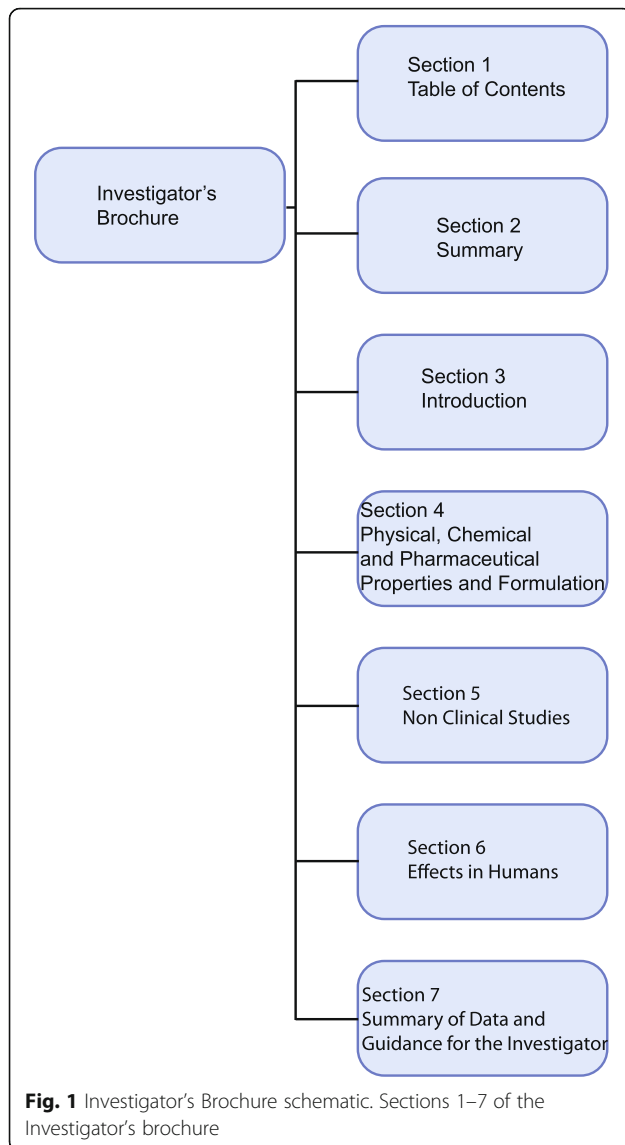 Investigator's
Brochure
Section 1
Table of Contents
Section 2
Summary
Section 3
Introduction
Section 4
Physical, Chemical
and Pharmaceutical
Properties and Formulation
Section 5
Non Clinical Studies
Section 6
Effects in Humans
Section 7
Summary of Data and
Guidance for the Investigator
Fig. 1 Investigator's Brochure schematic. Sections 1–7 of the
Investigator's brochure